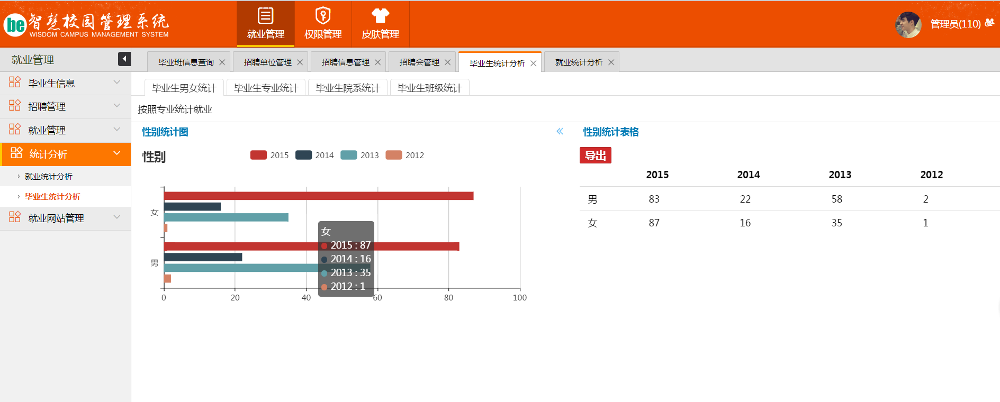 be 智慧校园管理系统
WISDOM CAMPUS MANAGEMENT SYSTEM
就业管理 权限管理 皮肤管理
管理员(110)
就业管理
毕业生信息
招聘管理
就业管理
统计分析
就业统计分析
毕业生统计分析
就业网站管理
毕业班信息查询 招聘单位管理 招聘信息管理 招聘会管理 毕业生统计分析 就业统计分析
毕业生男女统计 毕业生专业统计 毕业生院系统计 毕业生班级统计
按照专业统计就业
性别统计图
性别
2015 2014 2013 2012
女
男
0 20 40 60 80 100
女
2015 : 87
2014 : 16
2013 : 35
2012 : 1
性别统计表格
导出
2015 2014 2013 2012
男 83 22 58 2
女 87 16 35 1